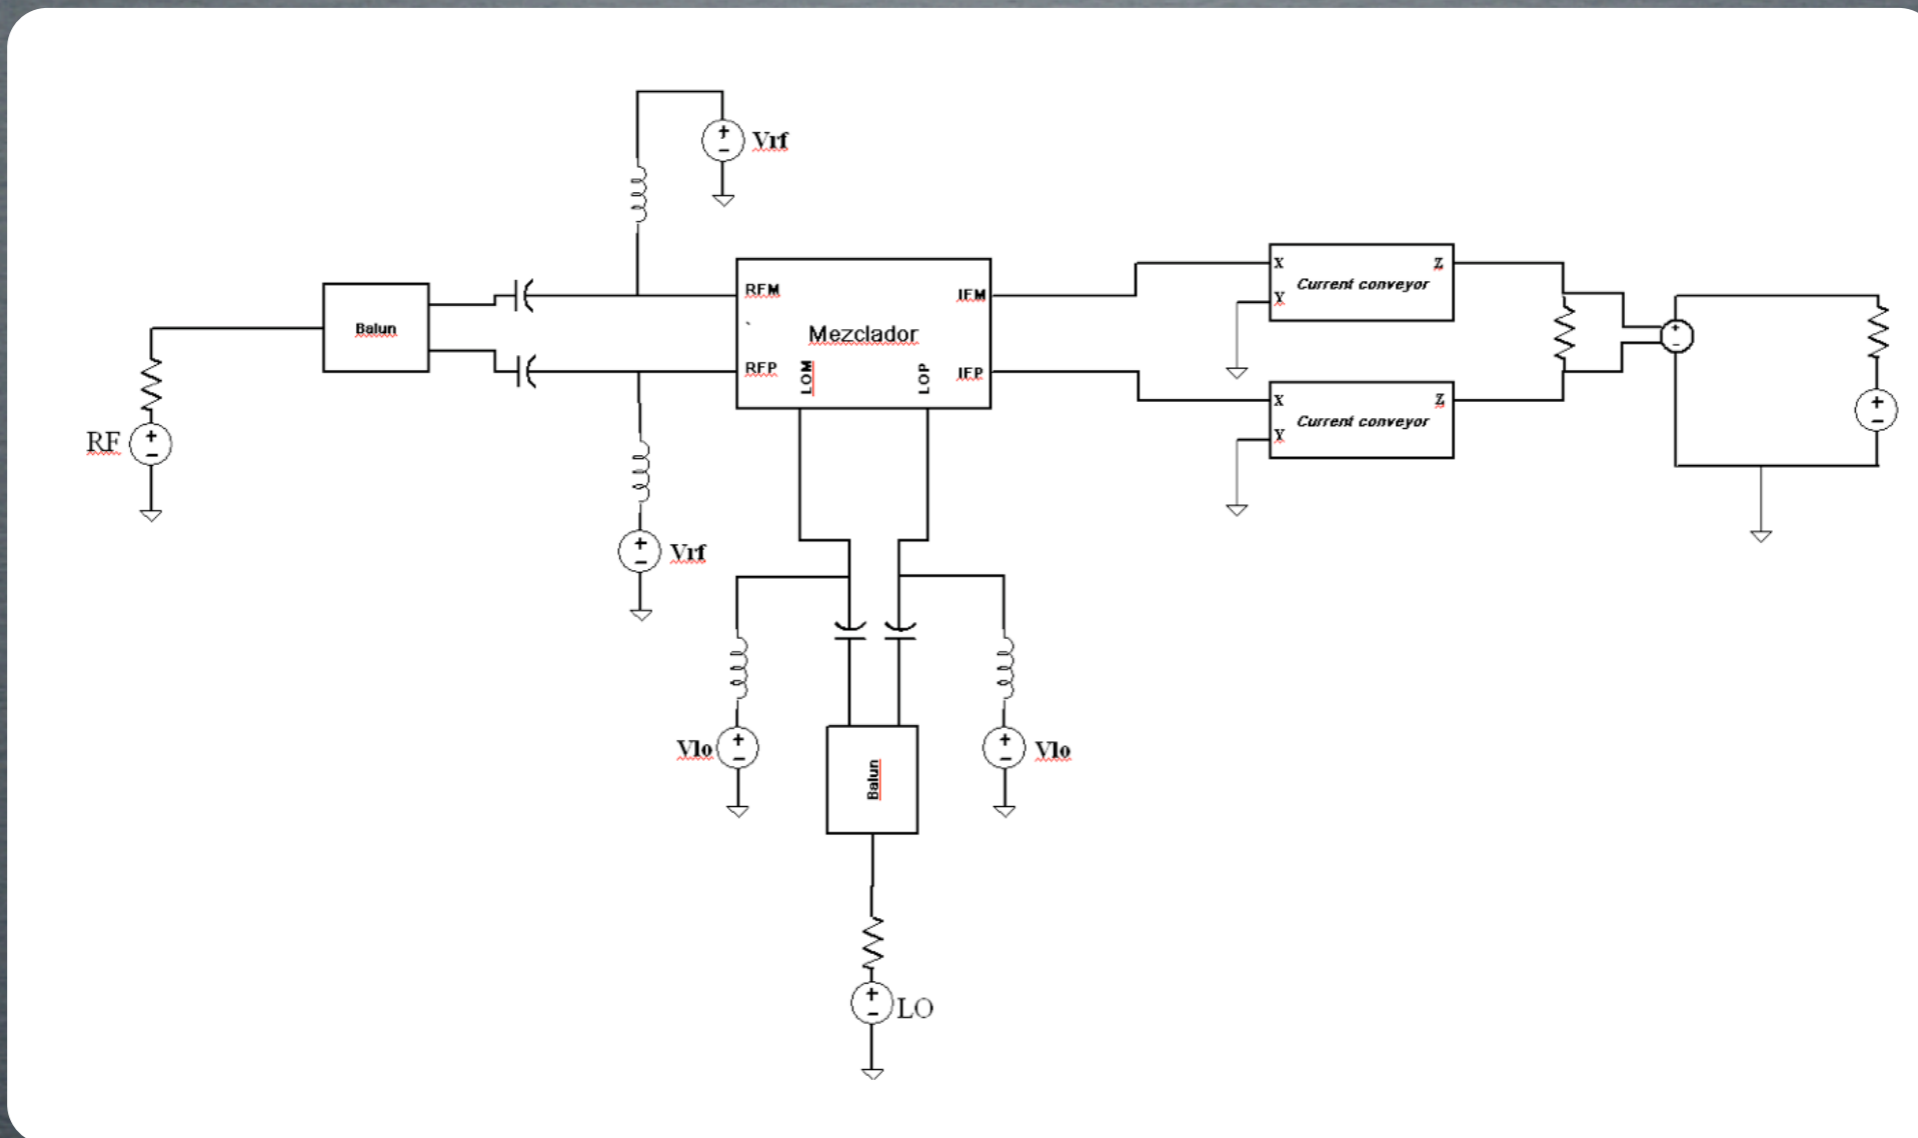 Vrf
RFM
IFM
Mezclador
RFP
LOM
LOP
IFP
Balun
RF
X
Z
Current conveyor
Y
X
Z
Current conveyor
Y
Vrf
Vlo
Vlo
Balun
LO